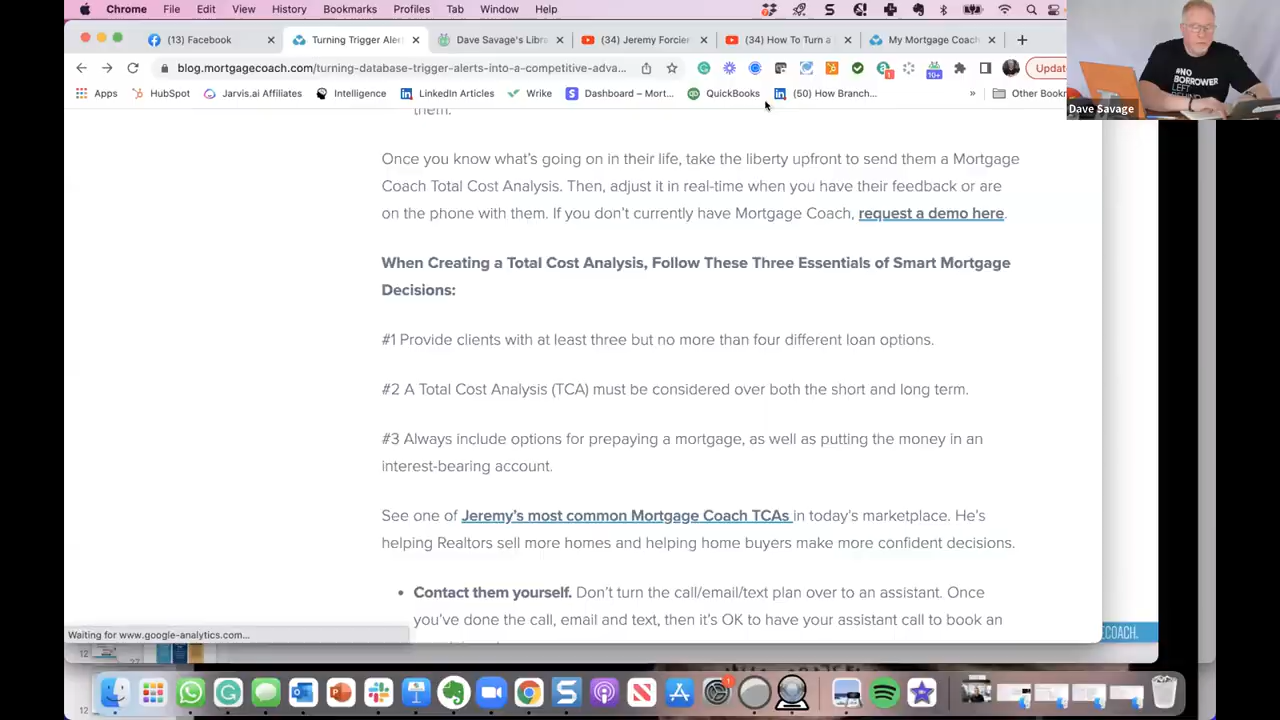 Chrome File Edit View History Bookmarks Profiles Tab Window Help
(13) Facebook
Turning Trigger Aler
Dave Savage's Libra
(34) Jeremy Forcier
(34) How To Turn a
My Mortgage Coach
blog.mortgagecoach.com/turning-database-trigger-alerts-into-a-competitive-adva...
10+
Updat
Apps HubSpot Jarvis.ai Affiliates Intelligence LinkedIn Articles Wrike Dashboard – Mort... QuickBooks (50) How Branch... » Other Bookm
#NO
BORROWER
LEFT
Dave Savage
them.
Once you know what's going on in their life, take the liberty upfront to send them a Mortgage
Coach Total Cost Analysis. Then, adjust it in real-time when you have their feedback or are
on the phone with them. If you don't currently have Mortgage Coach, request a demo here.
When Creating a Total Cost Analysis, Follow These Three Essentials of Smart Mortgage
Decisions:
#1 Provide clients with at least three but no more than four different loan options.
#2 A Total Cost Analysis (TCA) must be considered over both the short and long term.
#3 Always include options for prepaying a mortgage, as well as putting the money in an
interest-bearing account.
See one of Jeremy's most common Mortgage Coach TCAs in today's marketplace. He's
helping Realtors sell more homes and helping home buyers make more confident decisions.
• Contact them yourself. Don't turn the call/email/text plan over to an assistant. Once
you've done the call, email and text, then it's OK to have your assistant call to book an
Waiting for www.google-analytics.com...
COACH.
12
12